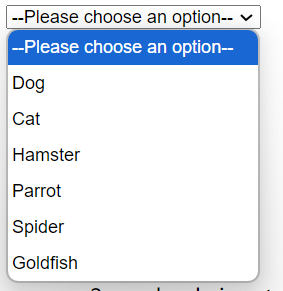 --Please choose an option--
--Please choose an option--
Dog
Cat
Hamster
Parrot
Spider
Goldfish